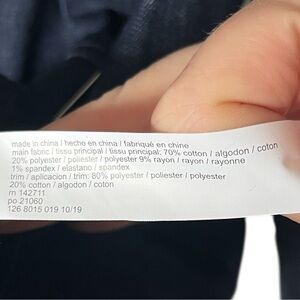 made in china / hecho en china / fabriqué en chine
main fabric / tissu principal / tissu principal: 70% cotton / algodon / coton
20% polyester / poliester / polyester 9% rayon / rayon / rayonne
1% spandex / elastano / spandex
trim / aplicacion / trim: 80% polyester / poliester / polyester
20% cotton / algodon / coton
rn 142711
po 21060
126 8015 019 10/19